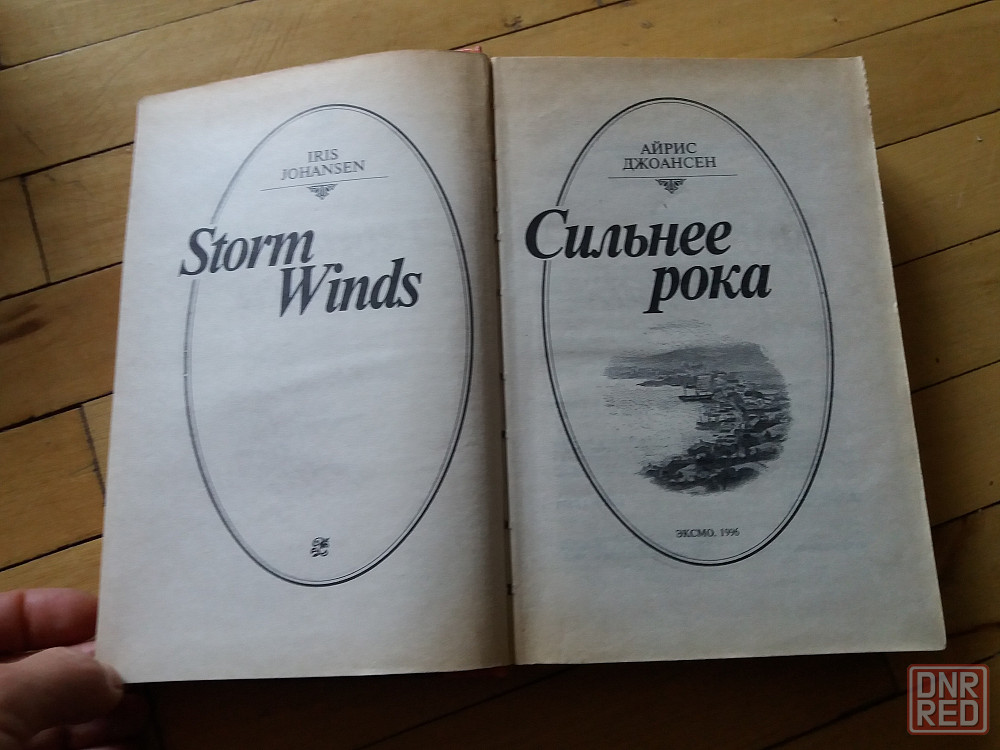 IRIS
JOHANSEN
Storm
Winds
АЙРИС
ДЖОАНСЕН
Сильнее
рока
ЭКСМО, 1996
DNR
RED